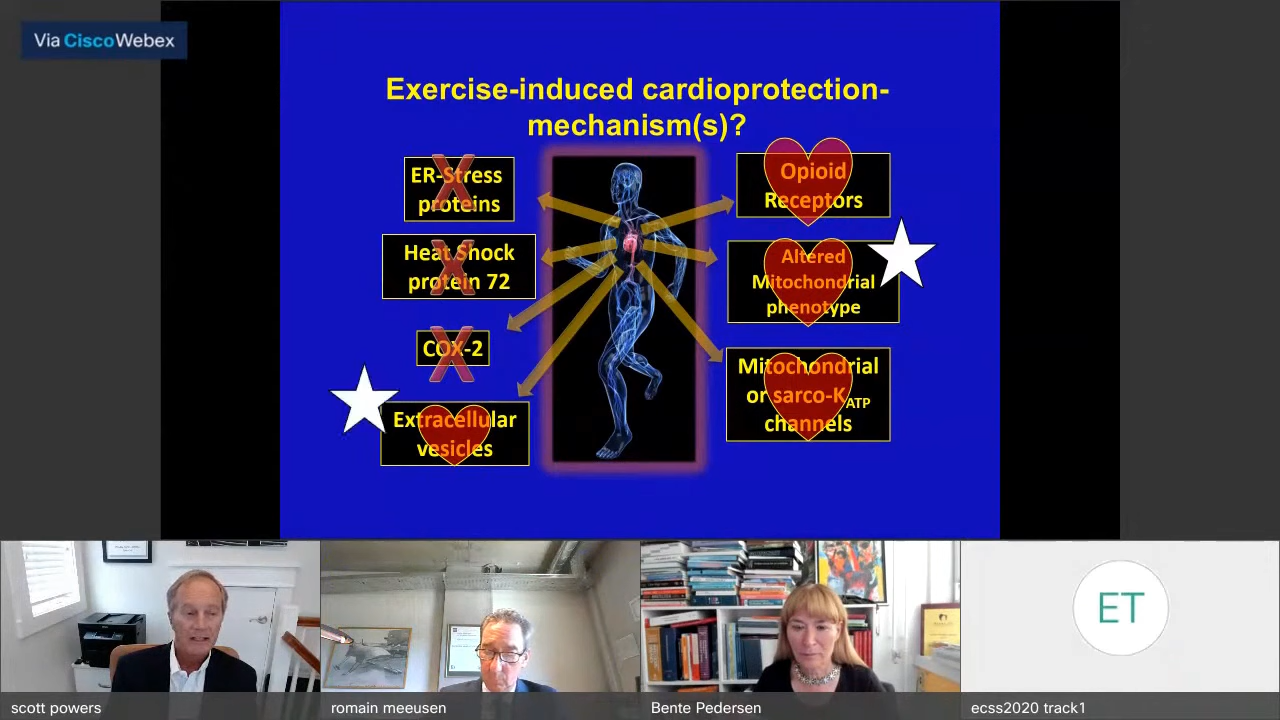 Via CiscoWebex
Exercise-induced cardioprotection-
mechanism(s)?
ER-Stress
proteins
Heat Shock
protein 72
COX-2
Extracellular
vesicles
Opioid
Receptors
Altered
Mitochondrial
phenotype
Mitochondrial
or sarco-KATP
channels
ET
scott powers
romain meeusen
Bente Pedersen
ecss2020 track1